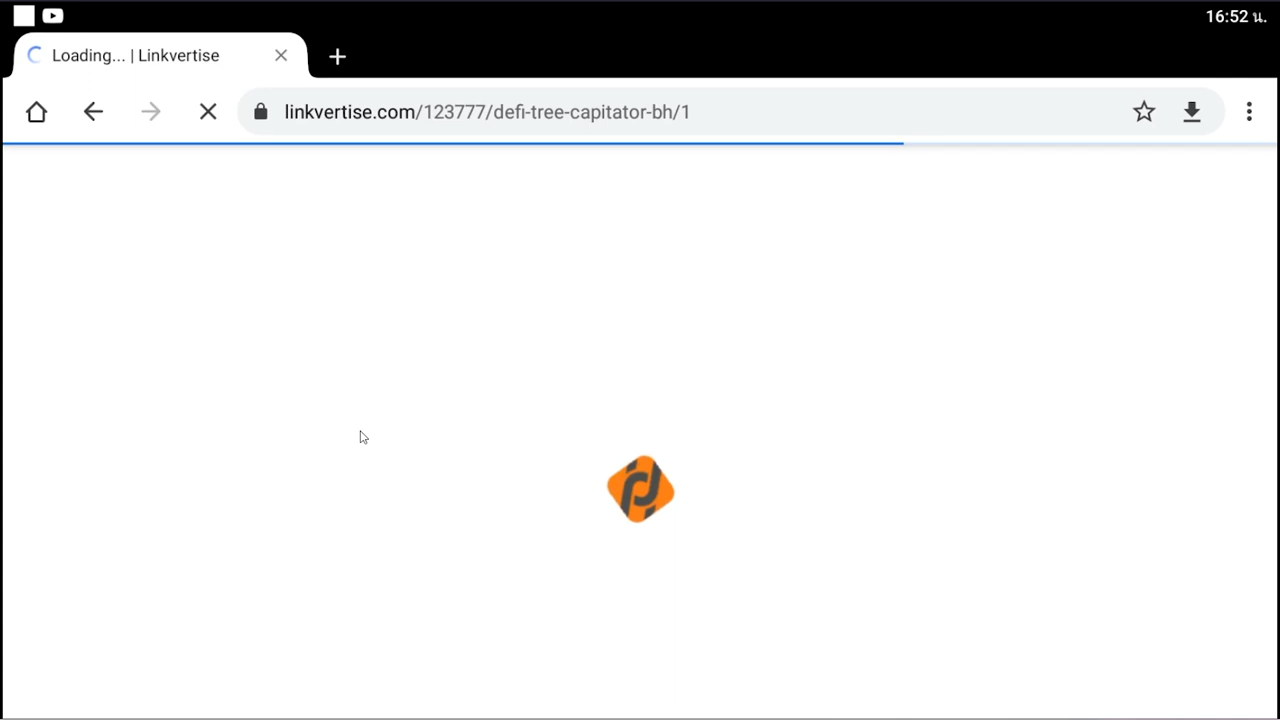 16:52 น.
Loading... | Linkvertise
linkvertise.com/123777/defi-tree-capitator-bh/1